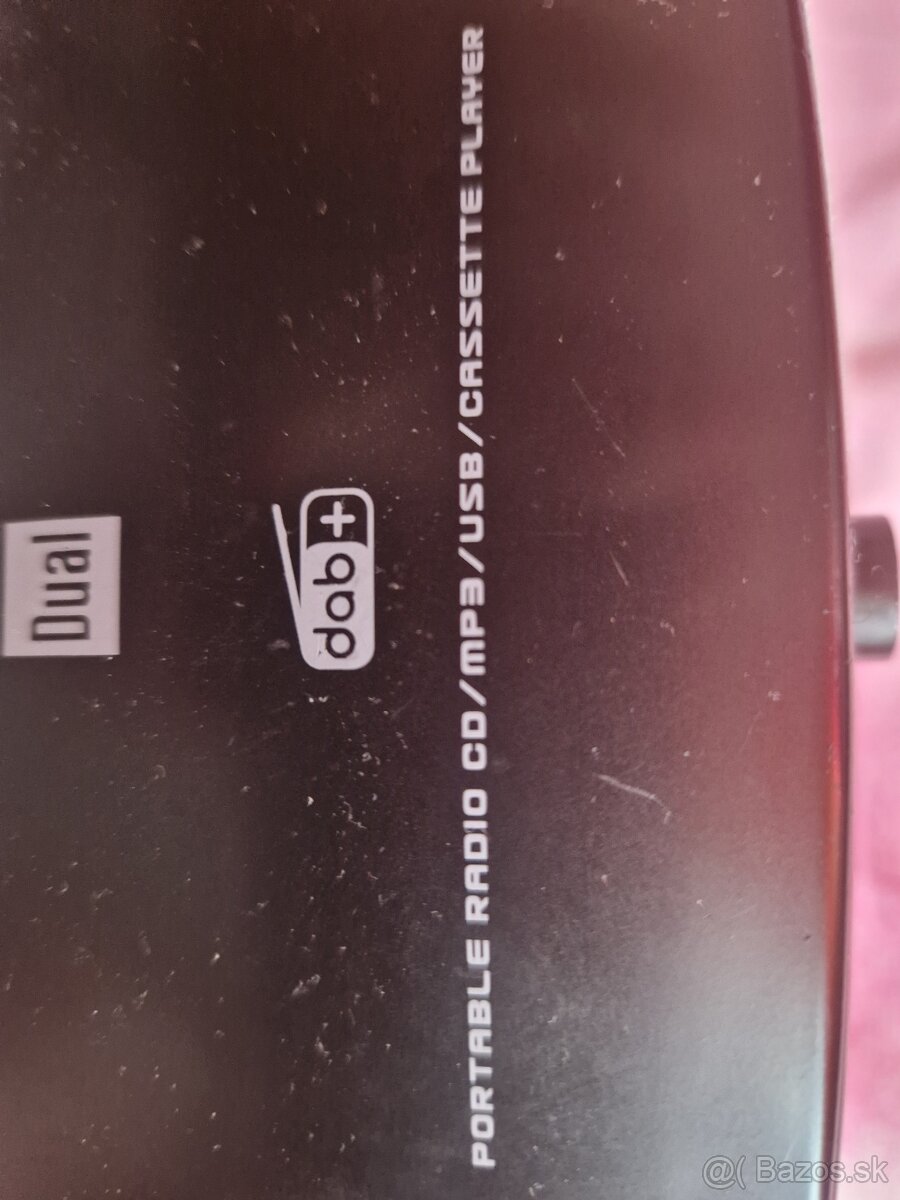 Dual
dab+
PORTABLE RADIO CD/MP3/USB/CASSETTE PLAYER
@( Bazos.sk